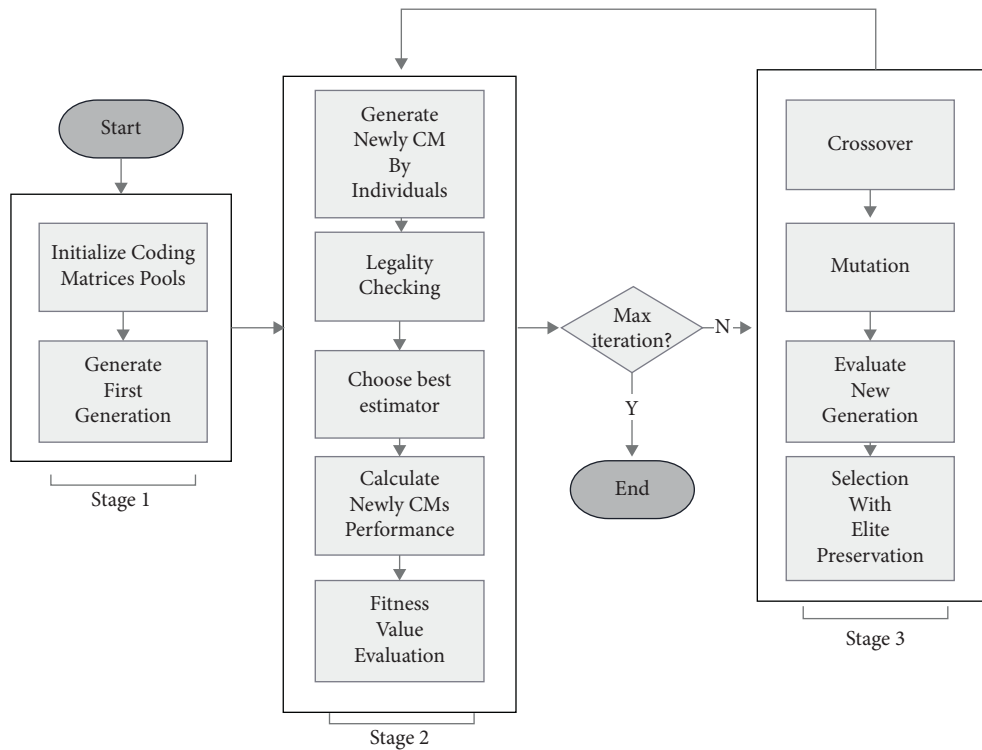 Start
Initialize Coding
Matrices Pools
Generate
First
Generation
Stage 1
Generate
Newly CM
By
Individuals
Legality
Checking
Choose best
estimator
Calculate
Newly CMs
Performance
Fitness
Value
Evaluation
Stage 2
Max
iteration?
N
Y
End
Crossover
Mutation
Evaluate
New
Generation
Selection
With
Elite
Preservation
Stage 3